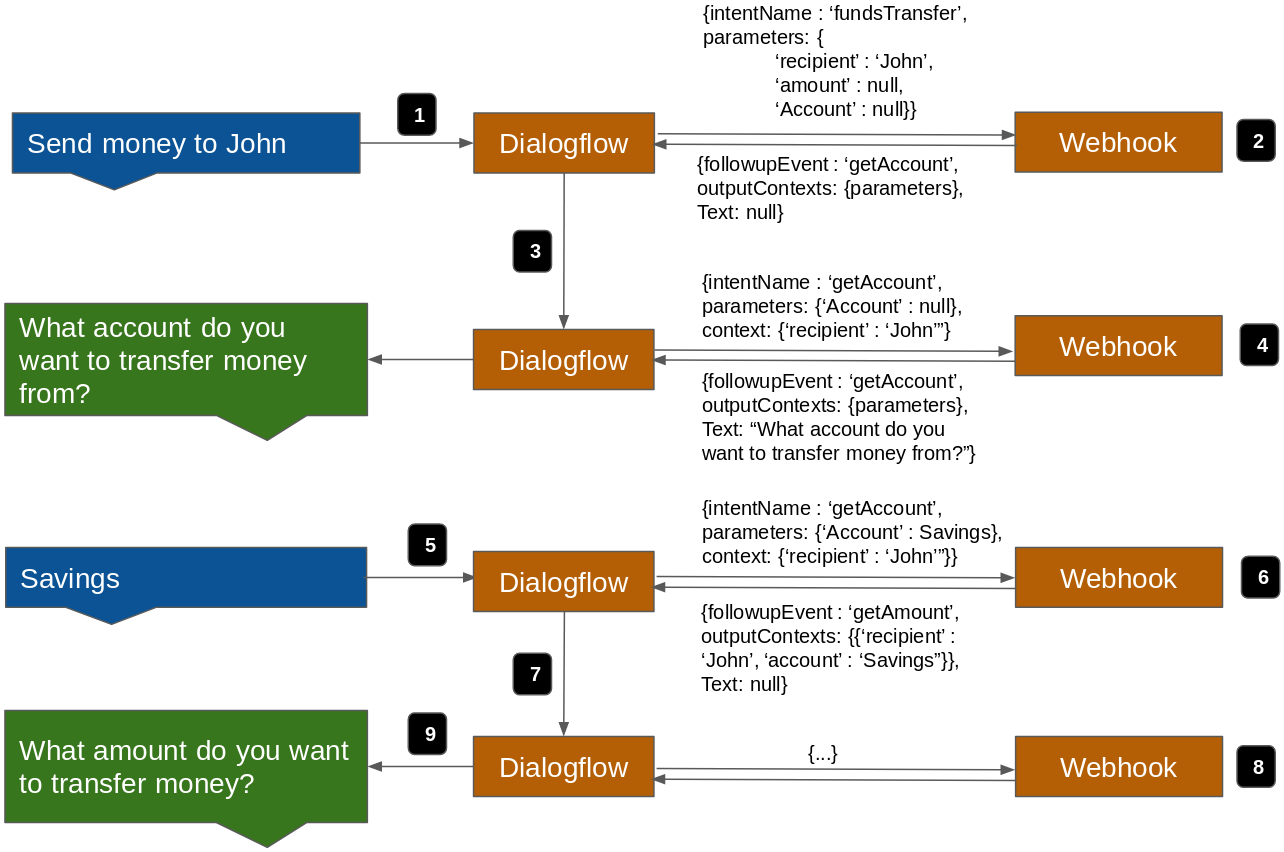 {intentName : ‘fundsTransfer’,
parameters: {
‘recipient’ : ‘John’,
‘amount’ : null,
‘Account’ : null}}
1
Send money to John
Dialogflow
Webhook
2
{followupEvent : ‘getAccount’,
outputContexts: {parameters},
Text: null}
3
{intentName : ‘getAccount’,
parameters: {‘Account’ : null},
context: {‘recipient’ : ‘John’”}
What account do you
want to transfer money
from?
Dialogflow
Webhook
4
{followupEvent : ‘getAccount’,
outputContexts: {parameters},
Text: “What account do you
want to transfer money from?”}
{intentName : ‘getAccount’,
parameters: {‘Account’ : Savings},
context: {‘recipient’ : ‘John’”}}
5
Savings
Dialogflow
Webhook
6
{followupEvent : ‘getAmount’,
outputContexts: {{‘recipient’ :
‘John’, ‘account’ : ‘Savings”}},
Text: null}
7
9
What amount do you want
to transfer money?
Dialogflow
{...}
Webhook
8